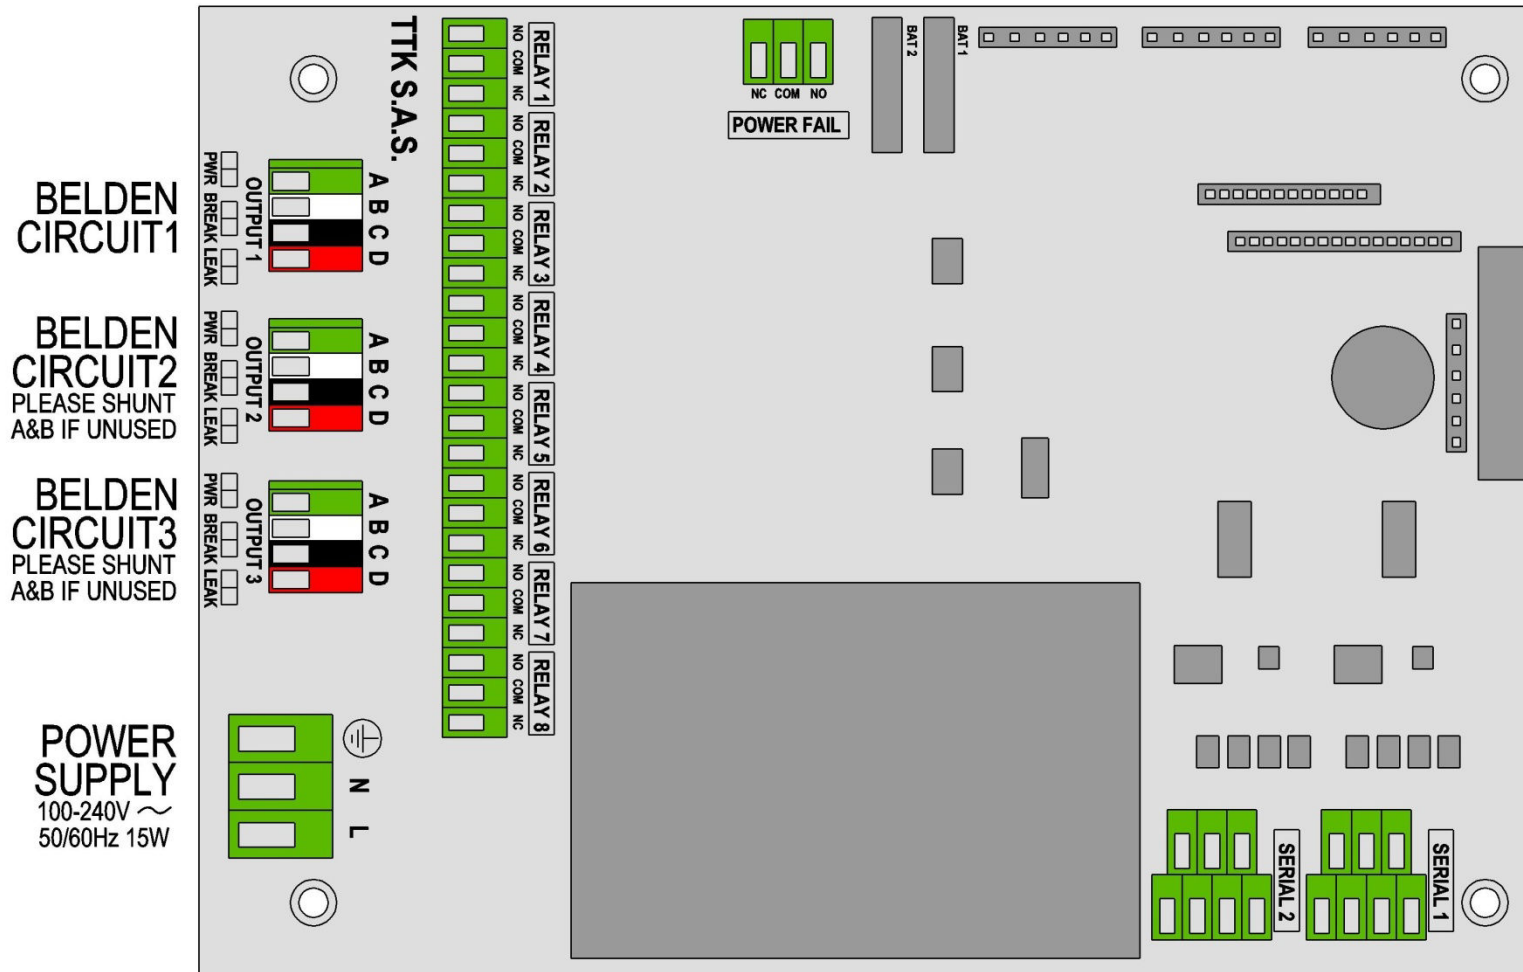 BELDEN
CIRCUIT1
BELDEN
CIRCUIT2
PLEASE SHUNT
A&B IF UNUSED
BELDEN
CIRCUIT3
PLEASE SHUNT
A&B IF UNUSED
POWER
SUPPLY
100-240V ～
50/60Hz 15W
PWR
BREAK
LEAK
OUTPUT 1
A
B
C
D
PWR
BREAK
LEAK
OUTPUT 2
A
B
C
D
PWR
BREAK
LEAK
OUTPUT 3
A
B
C
D
N
L
TTK S.A.S.
NO
COM
NC
RELAY 1
NO
COM
NC
RELAY 2
NO
COM
NC
RELAY 3
NO
COM
NC
RELAY 4
NO
COM
NC
RELAY 5
NO
COM
NC
RELAY 6
NO
COM
NC
RELAY 7
NO
COM
NC
RELAY 8
NC COM NO
POWER FAIL
BAT 2
BAT 1
SERIAL 2
SERIAL 1